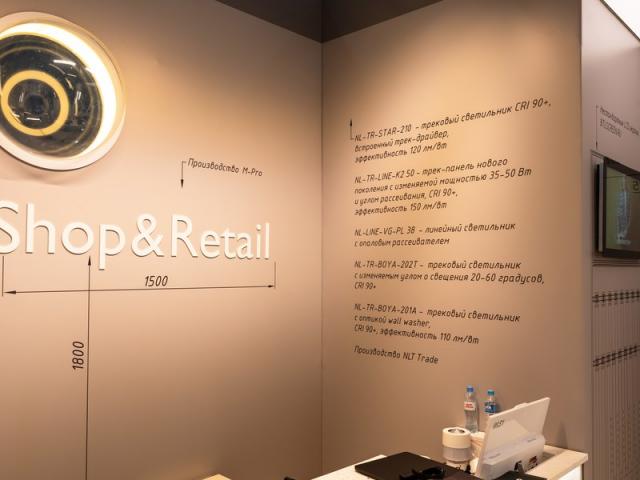 Производство M-Pro
Shop&Retail
1500
1800
NL-TR-STAR-210 - трековый светильник CRI 90+,
встроенный трек-драйвер,
эффективность 120 лм/вт
NL-TR-LINE-K2 50 - трек-панель нового
поколения с изменяемой мощностью 35-50 Вт
и углом рассеивания, CRI 90+,
эффективность 150 лм/вт
NL-LINE-VG-PL 38 - линейный светильник
с опаловым рассеивателем
NL-TR-BOYA-202T - трековый светильник
с изменяемым углом о свещения 20-60 градусов,
CRI 90+
NL-TR-BOYA-201A - трековый светильник
с оптикой wall washer,
CRI 90+, эффективность 110 лм/вт
Производство NLT Trade